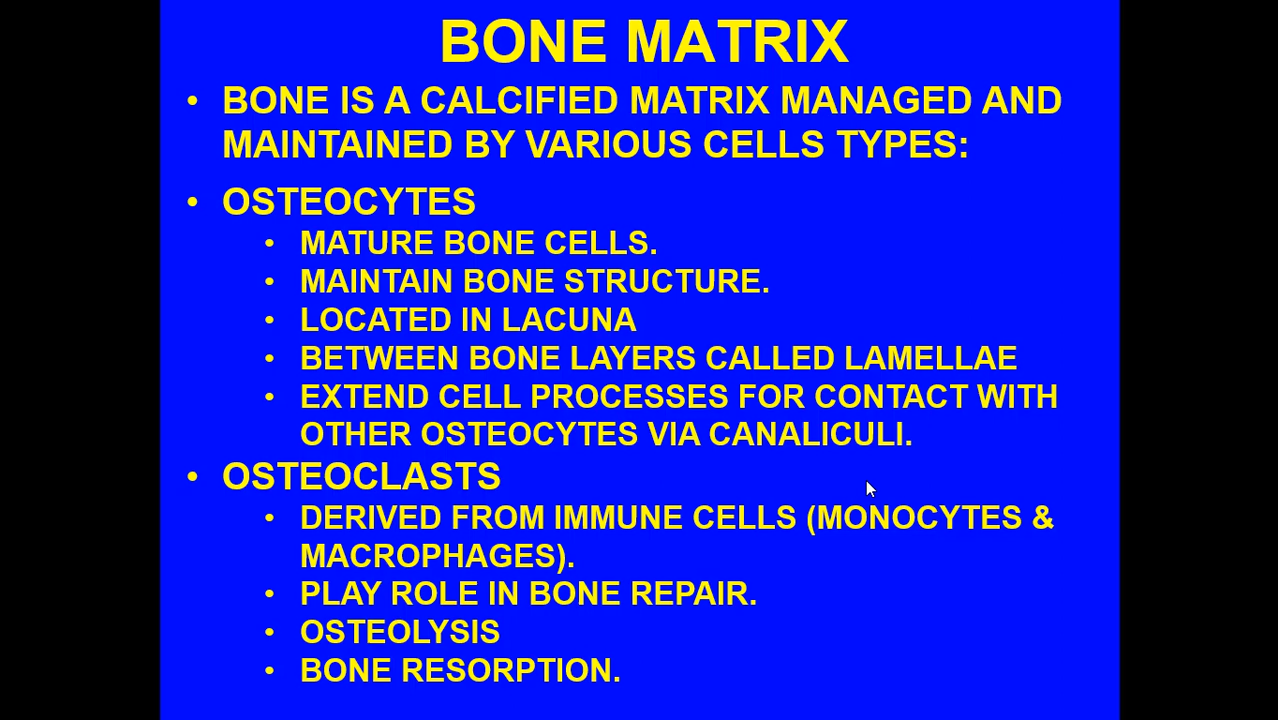 BONE MATRIX
• BONE IS A CALCIFIED MATRIX MANAGED AND
MAINTAINED BY VARIOUS CELLS TYPES:
• OSTEOCYTES
• MATURE BONE CELLS.
• MAINTAIN BONE STRUCTURE.
• LOCATED IN LACUNA
• BETWEEN BONE LAYERS CALLED LAMELLAE
• EXTEND CELL PROCESSES FOR CONTACT WITH
OTHER OSTEOCYTES VIA CANALICULI.
• OSTEOCLASTS
• DERIVED FROM IMMUNE CELLS (MONOCYTES &
MACROPHAGES).
• PLAY ROLE IN BONE REPAIR.
• OSTEOLYSIS
• BONE RESORPTION.